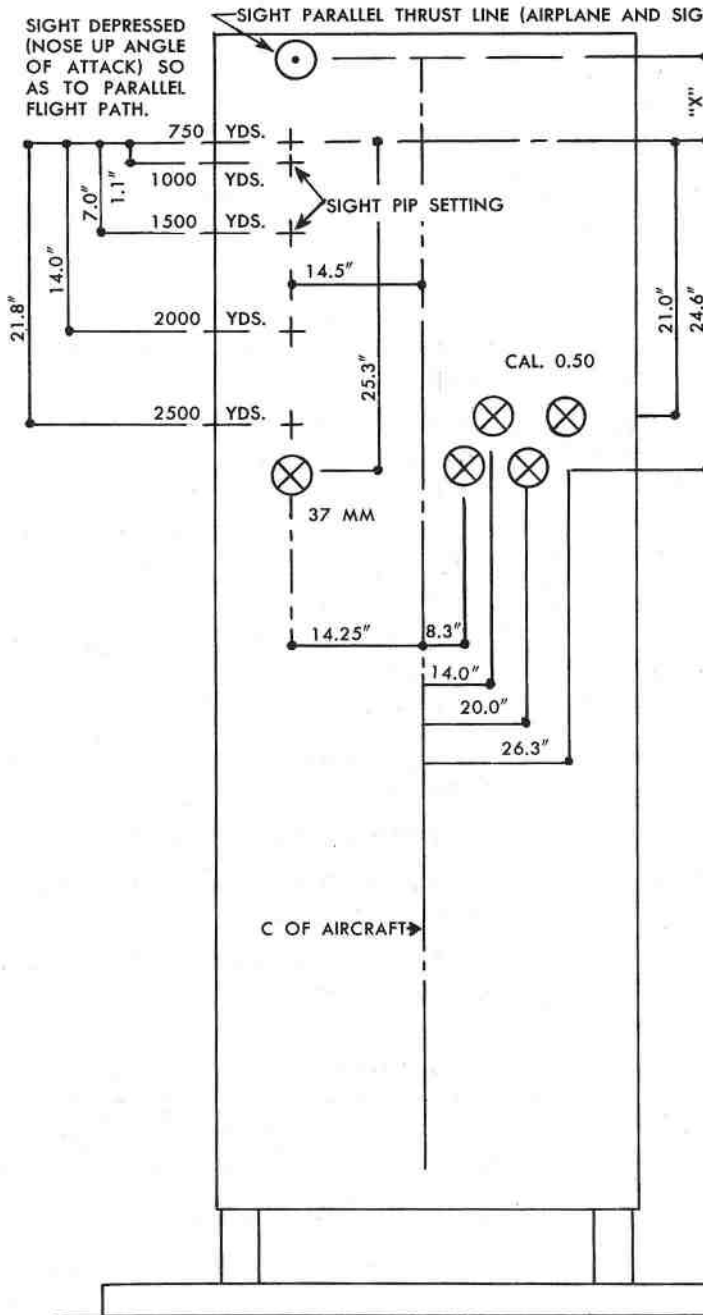 SIGHT PARALLEL THRUST LINE (AIRPLANE AND SIG
SIGHT DEPRESSED
(NOSE UP ANGLE
OF ATTACK) SO
AS TO PARALLEL
FLIGHT PATH.
"X"
750 YDS.
1.1"
1000 YDS.
7.0"
SIGHT PIP SETTING
1500 YDS.
14.0"
14.5"
21.8"
2000 YDS.
21.0"
24.6"
25.3"
CAL. 0.50
2500 YDS.
37 MM
14.25"
8.3"
14.0"
20.0"
26.3"
C OF AIRCRAFT